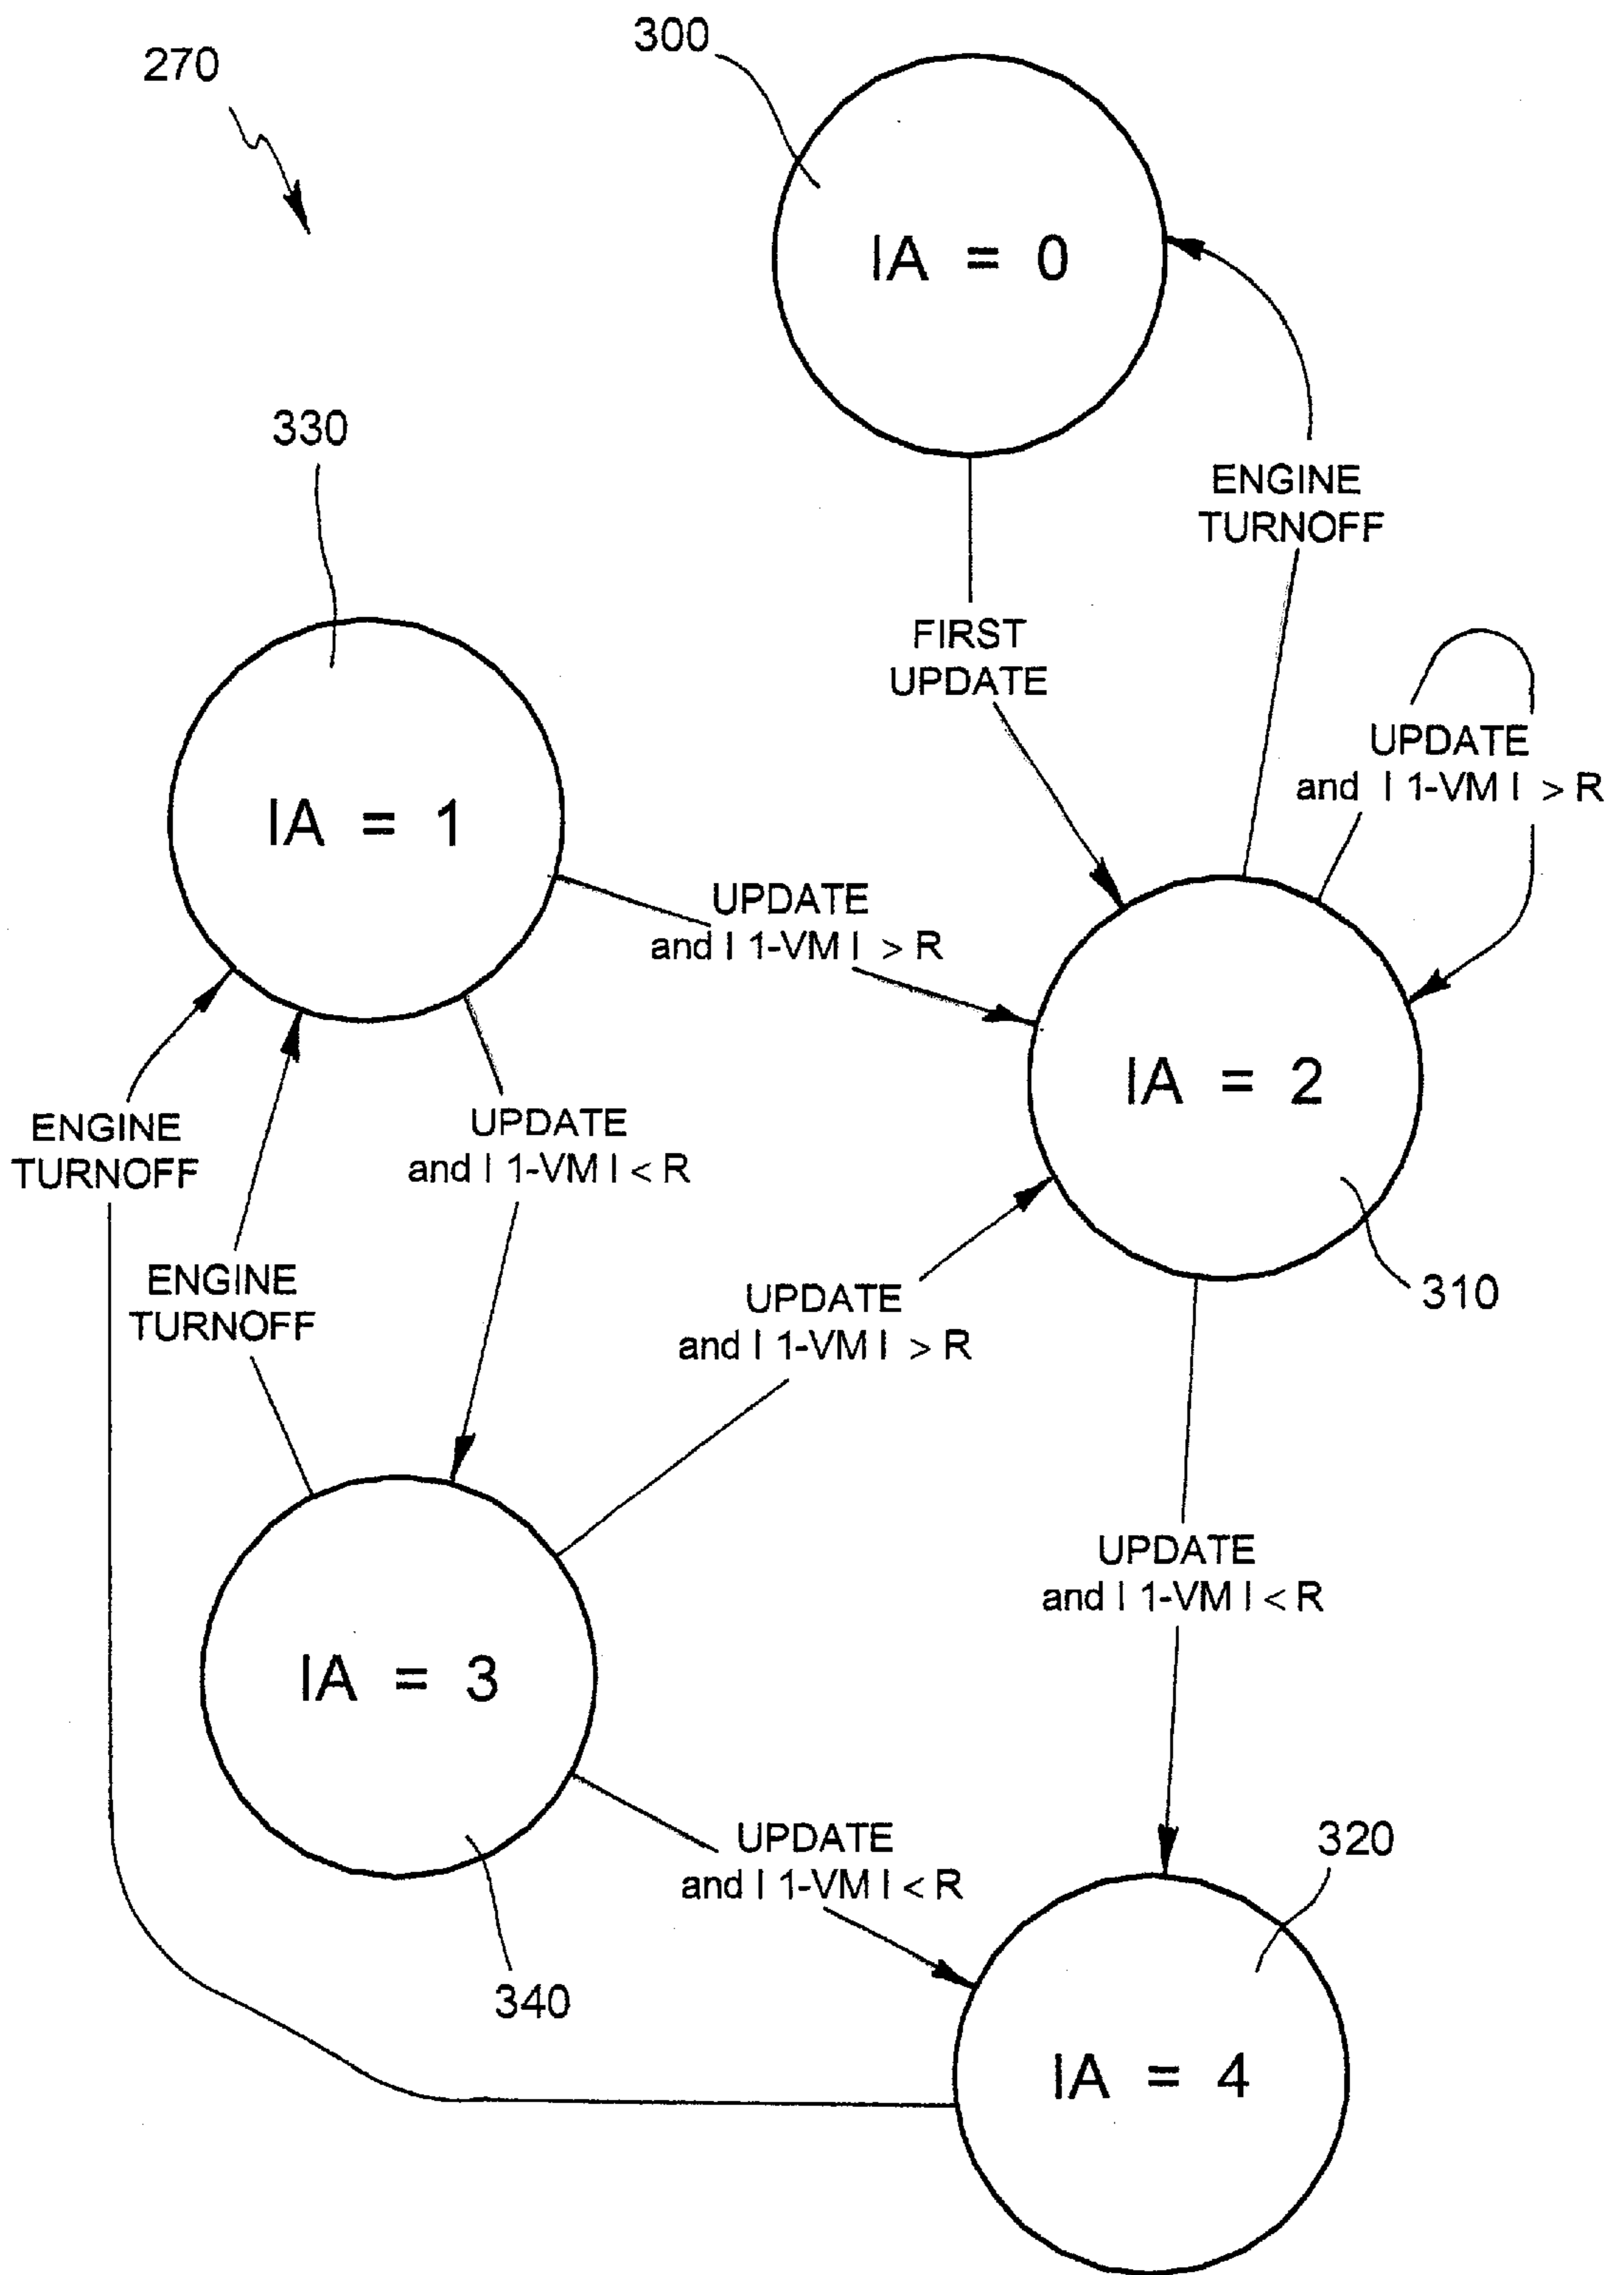 300
270
IA = 0
330
ENGINE
TURNOFF
FIRST
UPDATE
UPDATE
and | 1-VM | > R
IA = 1
UPDATE
and | 1-VM | > R
IA = 2
ENGINE
TURNOFF
UPDATE
and | 1-VM | < R
ENGINE
TURNOFF
UPDATE
and | 1-VM | > R
310
UPDATE
and | 1-VM | < R
IA = 3
UPDATE
and | 1-VM | < R
320
340
IA = 4